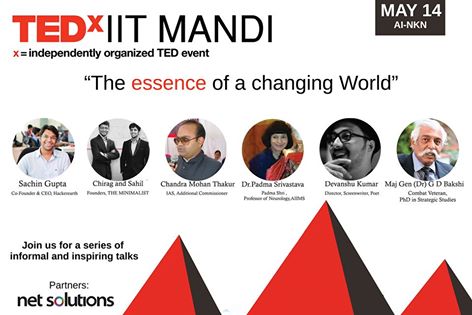 TEDxIIT MANDI
x = independently organized TED event
MAY 14
AI-NKN
“The essence of a changing World”
Sachin Gupta
Co-Founder & CEO, Hackerearth
Chirag and Sahil
Founders, THE MINIMALIST
Chandra Mohan Thakur
IAS, Additional Commissioner
Dr.Padma Srivastava
Padma Shri ,
Professor of Neurology,AIIMS
Devanshu Kumar
Director, Screenwriter, Poet
Maj Gen (Dr) G D Bakshi
Combat Veteran,
PhD in Strategic Studies
Join us for a series of
informal and inspiring talks
Partners:
net solutions